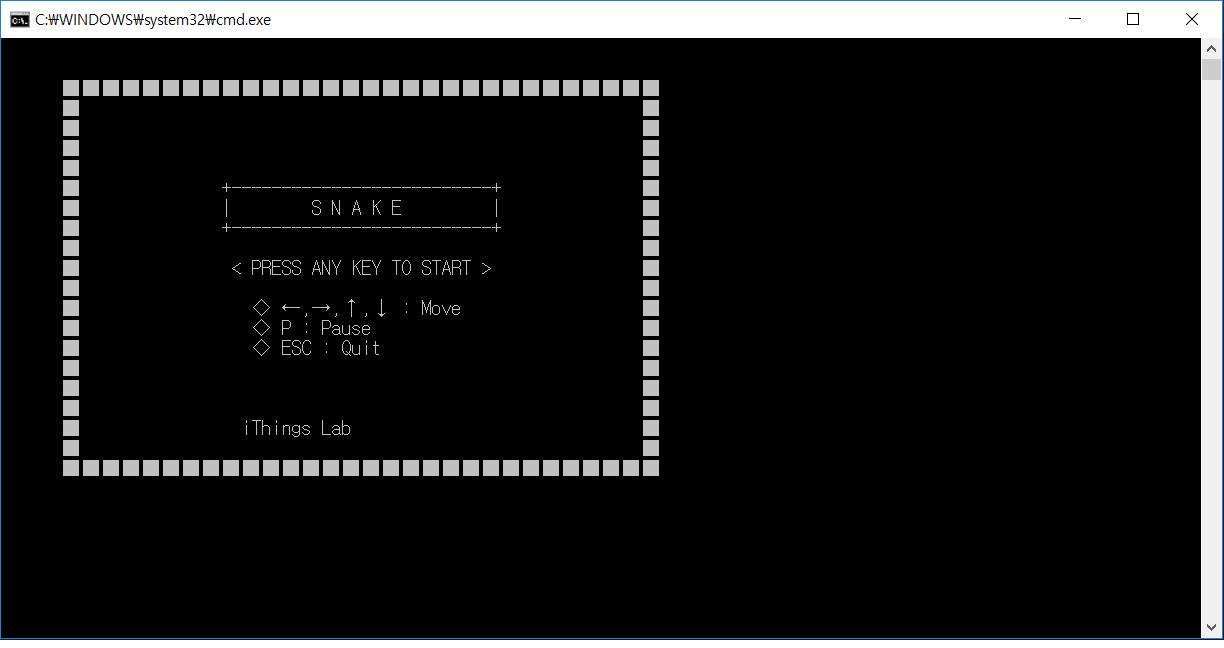 C:₩WINDOWS₩system32₩cmd.exe
+--------------------------+
|        S N A K E         |
+--------------------------+
< PRESS ANY KEY TO START >
◇ ←,→,↑,↓ : Move
◇ P : Pause
◇ ESC : Quit
iThings Lab